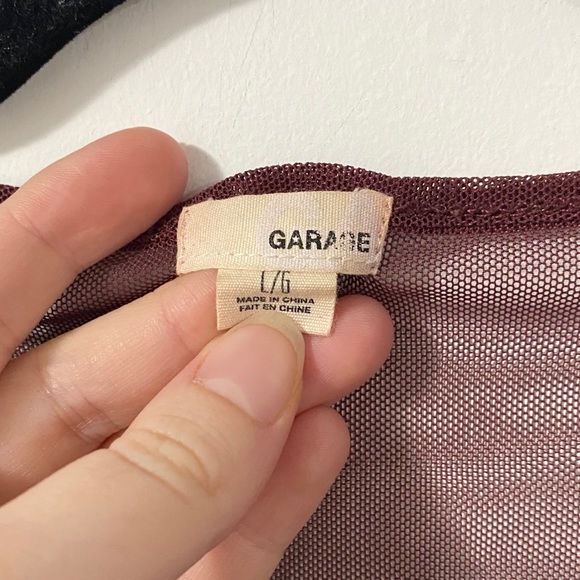 GARAGE
L/G
MADE IN CHINA
FAIT EN CHINE